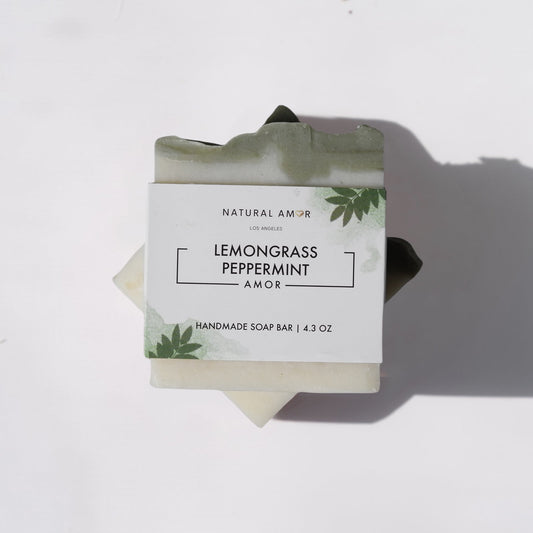 NATURAL AMOR
LOS ANGELES
LEMONGRASS
PEPPERMINT
AMOR
HANDMADE SOAP BAR | 4.3 OZ